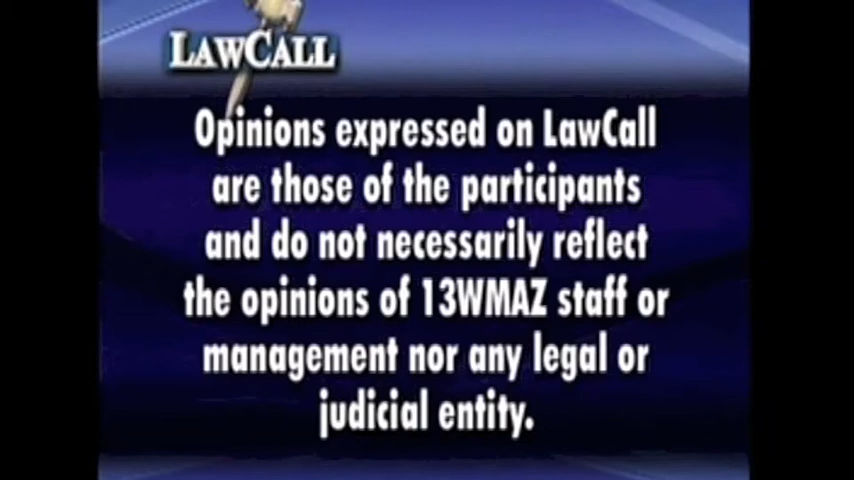 LAWCALL
Opinions expressed on LawCall
are those of the participants
and do not necessarily reflect
the opinions of 13WMAZ staff or
management nor any legal or
judicial entity.